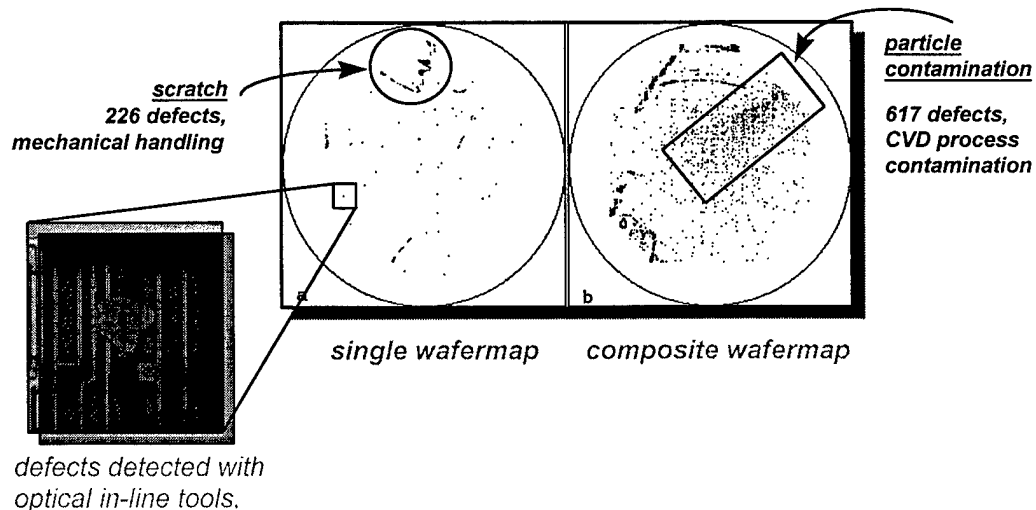 scratch
226 defects,
mechanical handling
particle
contamination
617 defects,
CVD process
contamination
a
b
single wafermap
composite wafermap
defects detected with
optical in-line tools.